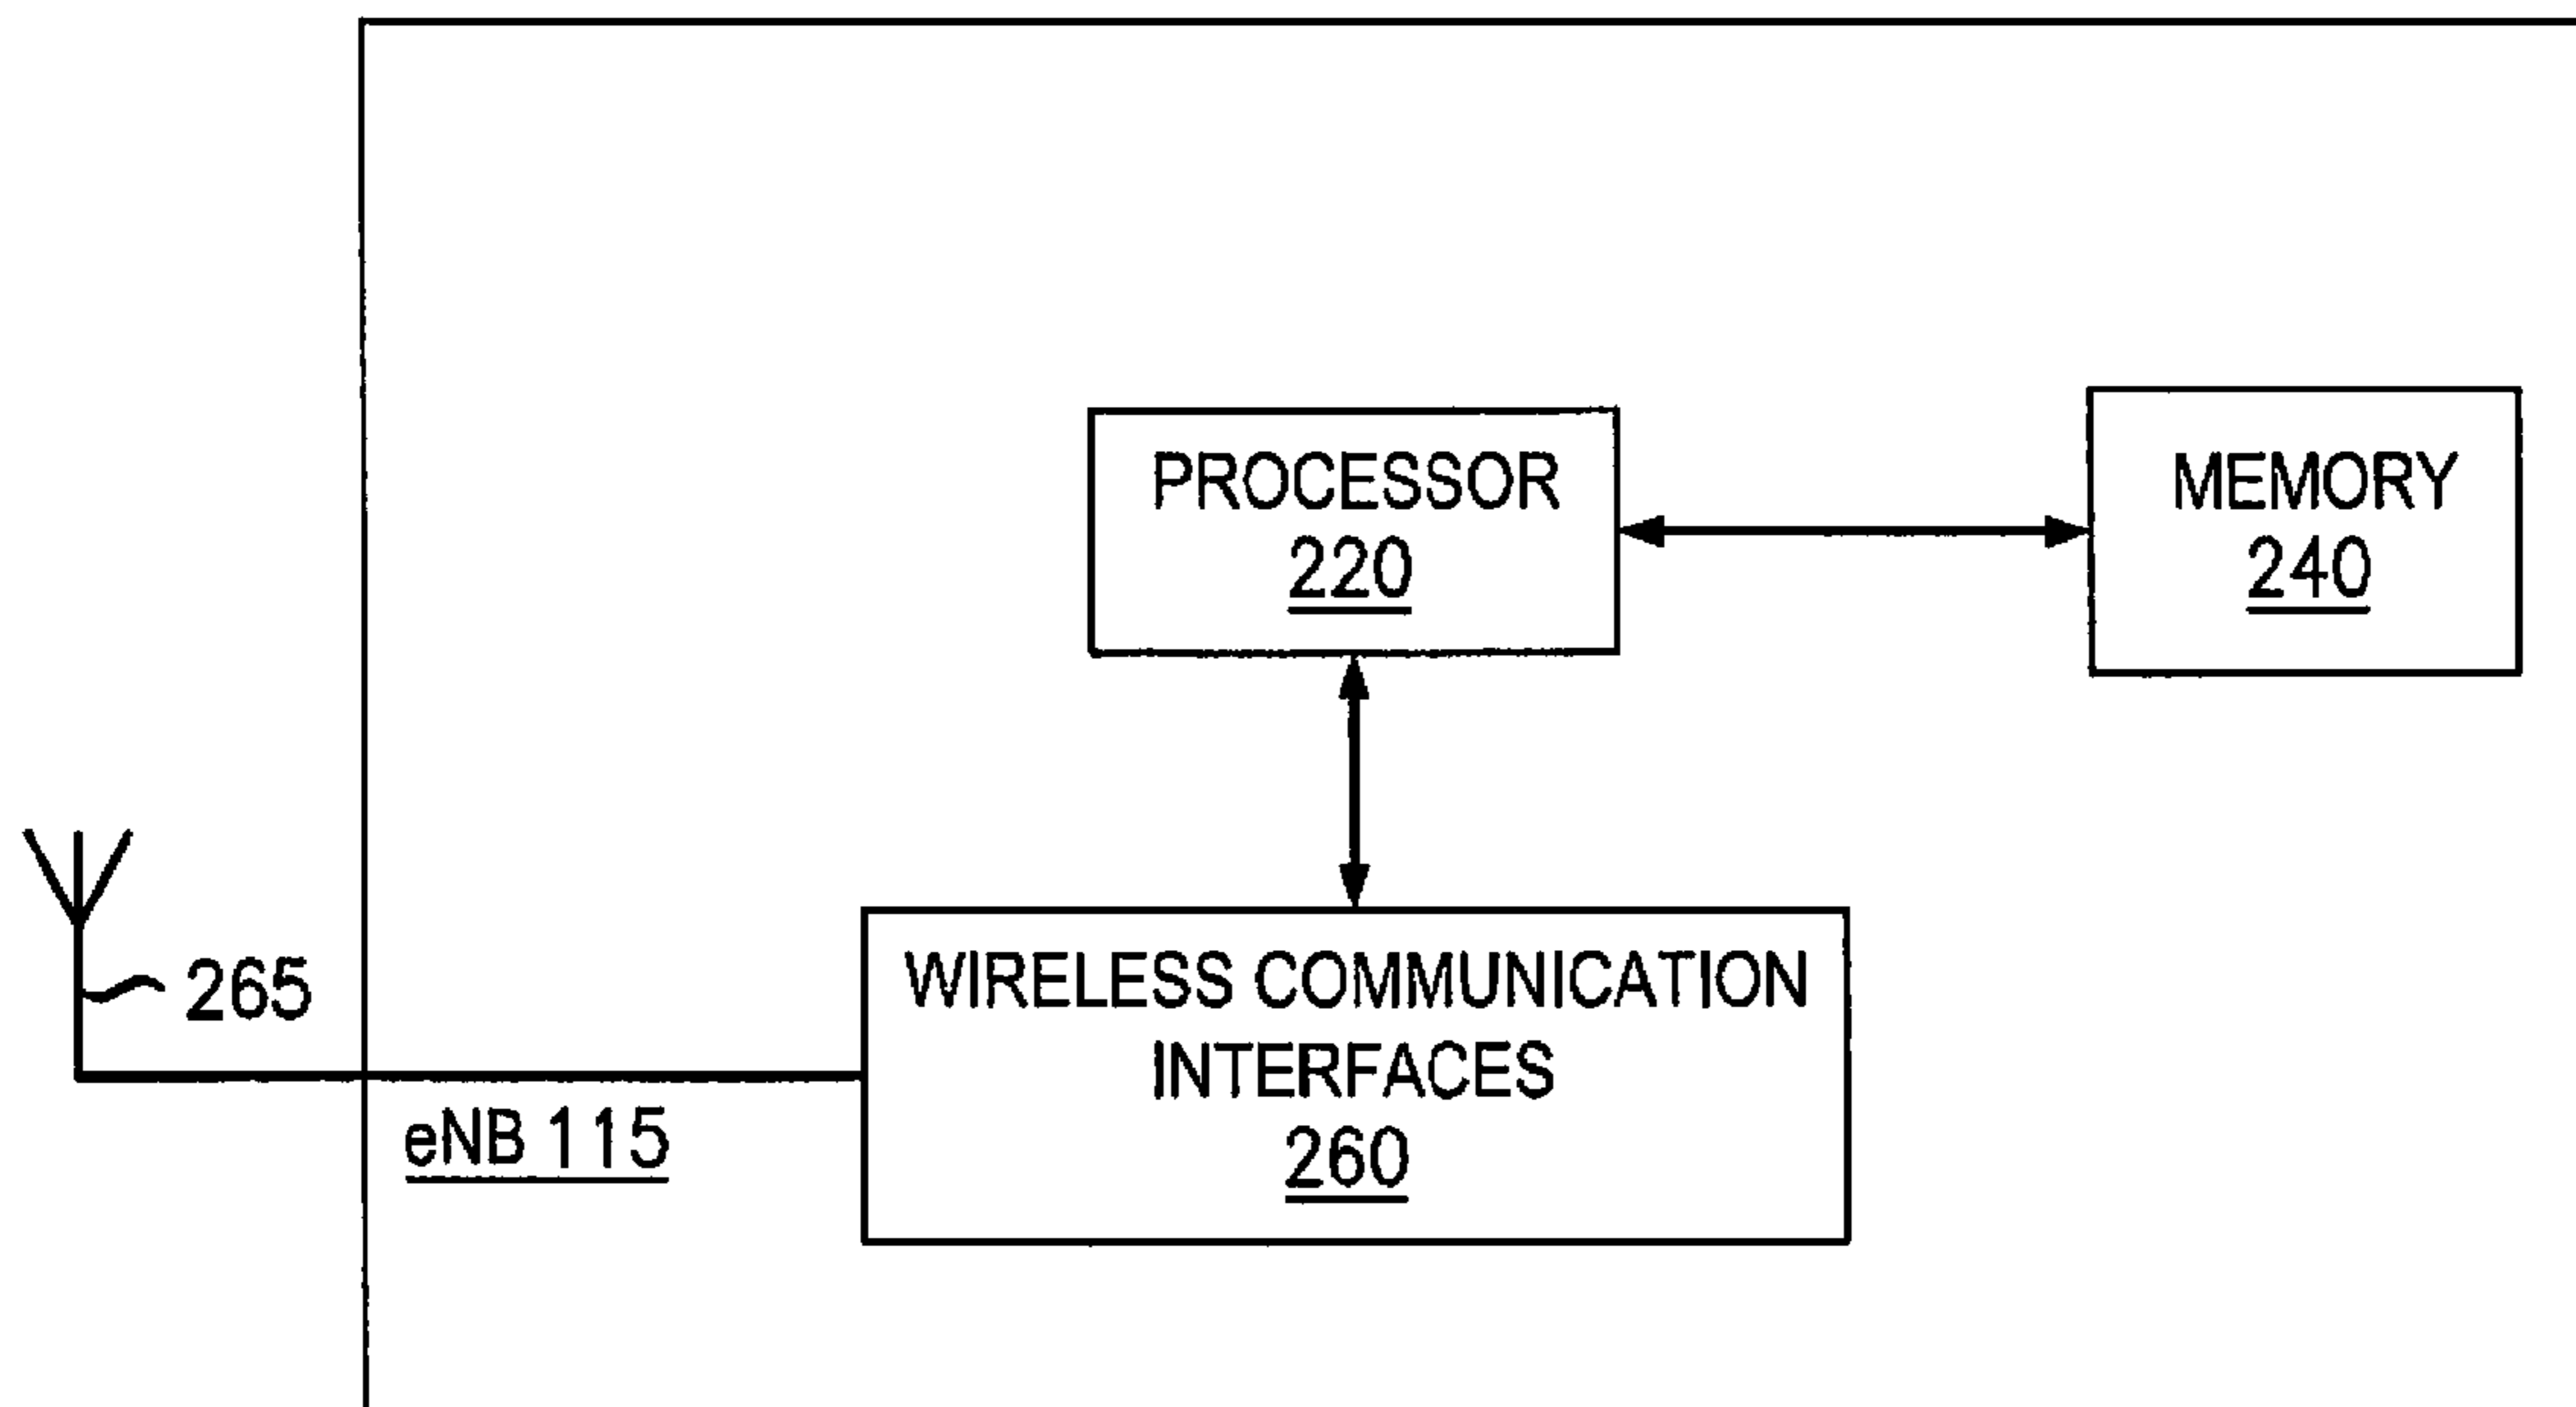 PROCESSOR
220
MEMORY
240
265
WIRELESS COMMUNICATION
INTERFACES
260
eNB 115